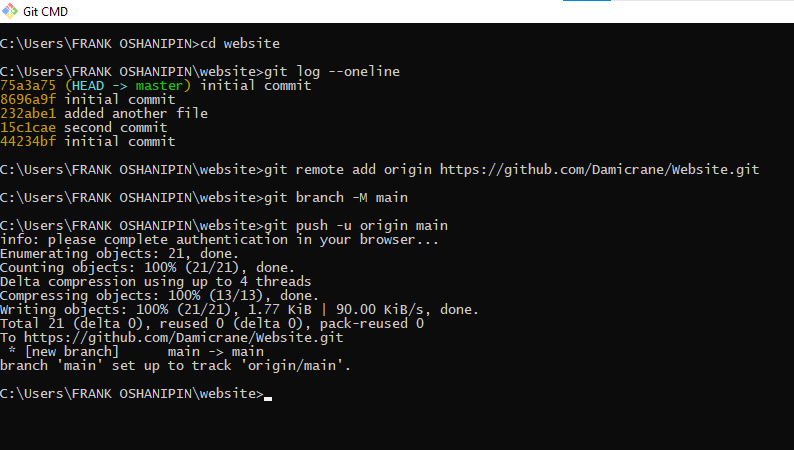 Git CMD
C:\Users\FRANK OSHANIPIN>cd website
C:\Users\FRANK OSHANIPIN\website>git log --oneline
75a3a75 (HEAD -> master) initial commit
8696a9f initial commit
232abe1 added another file
15c1cae second commit
44234bf initial commit
C:\Users\FRANK OSHANIPIN\website>git remote add origin https://github.com/Damicrane/Website.git
C:\Users\FRANK OSHANIPIN\website>git branch -M main
C:\Users\FRANK OSHANIPIN\website>git push -u origin main
info: please complete authentication in your browser...
Enumerating objects: 21, done.
Counting objects: 100% (21/21), done.
Delta compression using up to 4 threads
Compressing objects: 100% (13/13), done.
Writing objects: 100% (21/21), 1.77 KiB | 90.00 KiB/s, done.
Total 21 (delta 0), reused 0 (delta 0), pack-reused 0
To https://github.com/Damicrane/Website.git
 * [new branch]      main -> main
branch 'main' set up to track 'origin/main'.
C:\Users\FRANK OSHANIPIN\website>